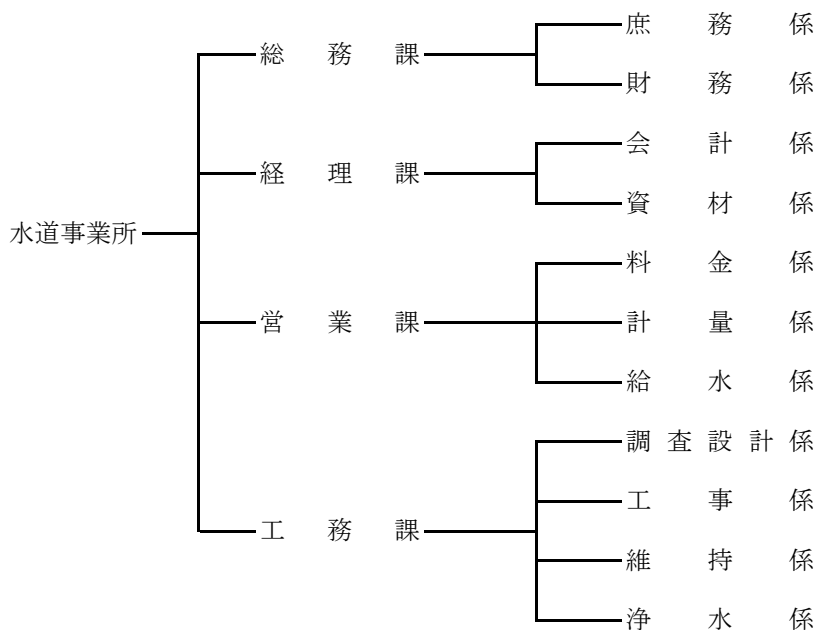 水道事業所
総務課
庶務係
財務係
経理課
会計係
資材係
営業課
料金係
計量係
給水係
工務課
調査設計係
工事係
維持係
浄水係